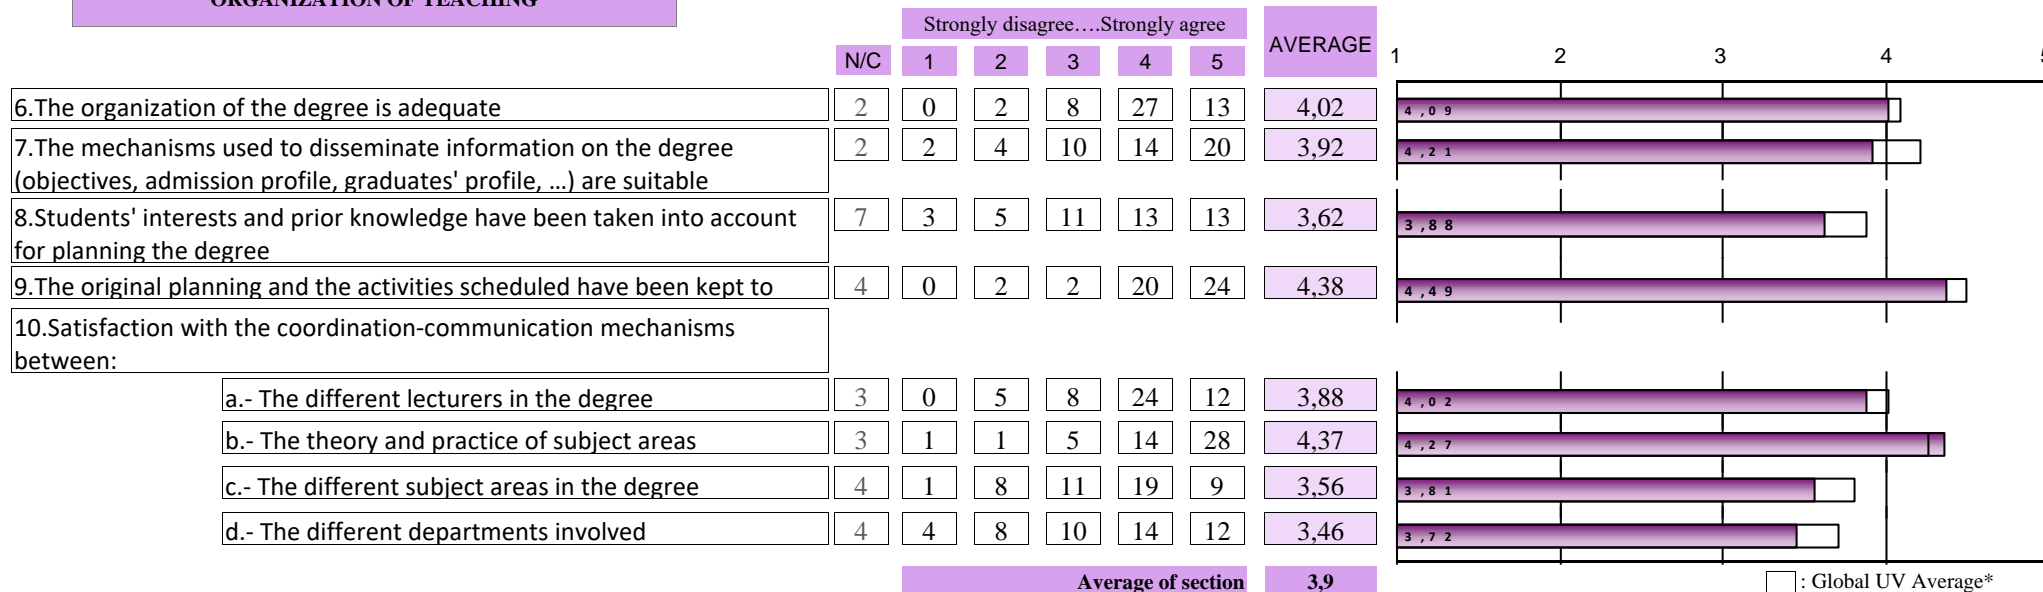 ORGANIZATION OF TEACHING
Strongly disagree….Strongly agree
AVERAGE
N/C 1 2 3 4 5
1 2 3 4 5
6.The organization of the degree is adequate 2 0 2 8 27 13 4,02 4,09
7.The mechanisms used to disseminate information on the degree 2 2 4 10 14 20 3,92 4,21
(objectives, admission profile, graduates' profile, …) are suitable
8.Students' interests and prior knowledge have been taken into account 7 3 5 11 13 13 3,62 3,88
for planning the degree
9.The original planning and the activities scheduled have been kept to 4 0 2 2 20 24 4,38 4,49
10.Satisfaction with the coordination-communication mechanisms
between:
a.- The different lecturers in the degree 3 0 5 8 24 12 3,88 4,02
b.- The theory and practice of subject areas 3 1 1 5 14 28 4,37 4,27
c.- The different subject areas in the degree 4 1 8 11 19 9 3,56 3,81
d.- The different departments involved 4 4 8 10 14 12 3,46 3,72
Average of section 3,9
: Global UV Average*